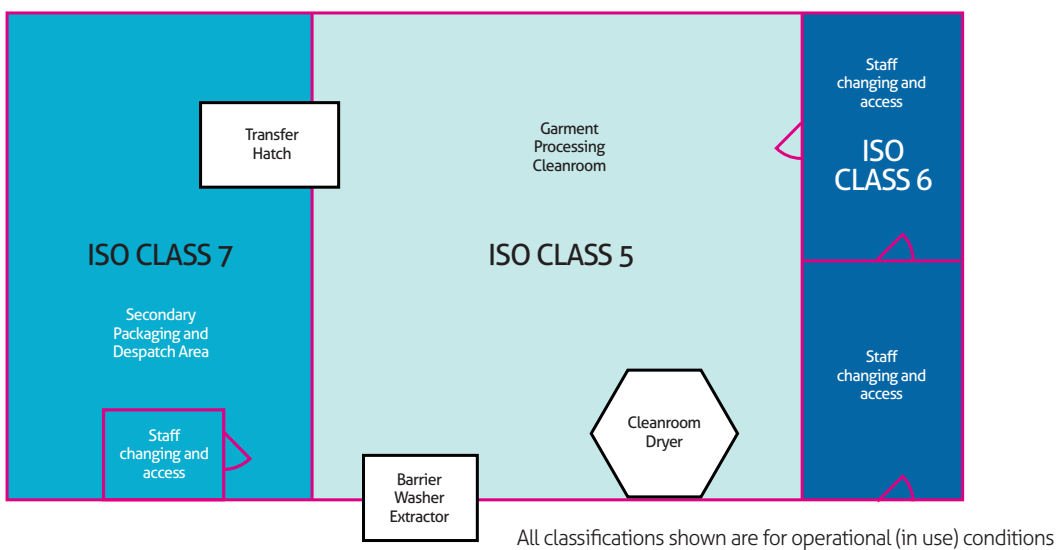 Transfer
Hatch
ISO CLASS 7
Secondary
Packaging and
Despatch Area
Staff
changing and
access
Garment
Processing
Cleanroom
ISO CLASS 5
Barrier
Washer
Extractor
Cleanroom
Dryer
Staff
changing and
access
ISO
CLASS 6
Staff
changing and
access
All classifications shown are for operational (in use) conditions